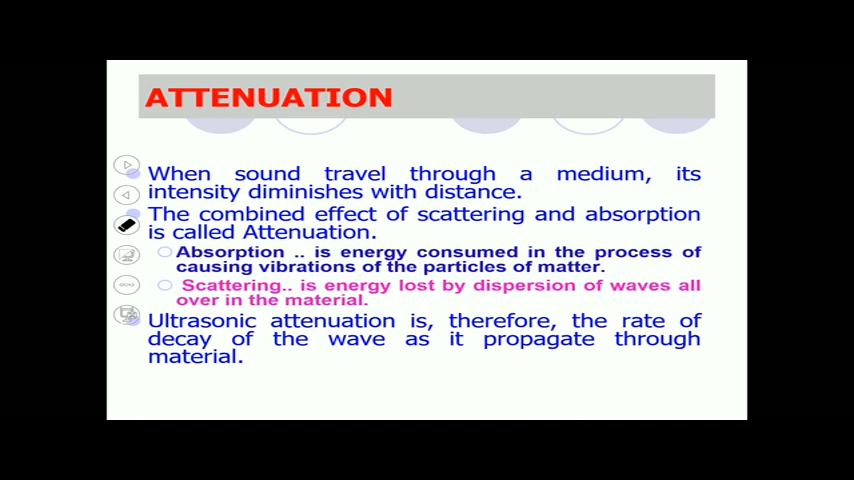 ATTENUATION
When sound travel through a medium, its
intensity diminishes with distance.
The combined effect of scattering and absorption
is called Attenuation.
Absorption .. is energy consumed in the process of
causing vibrations of the particles of matter.
Scattering.. is energy lost by dispersion of waves all
over in the material.
Ultrasonic attenuation is, therefore, the rate of
decay of the wave as it propagate through
material.